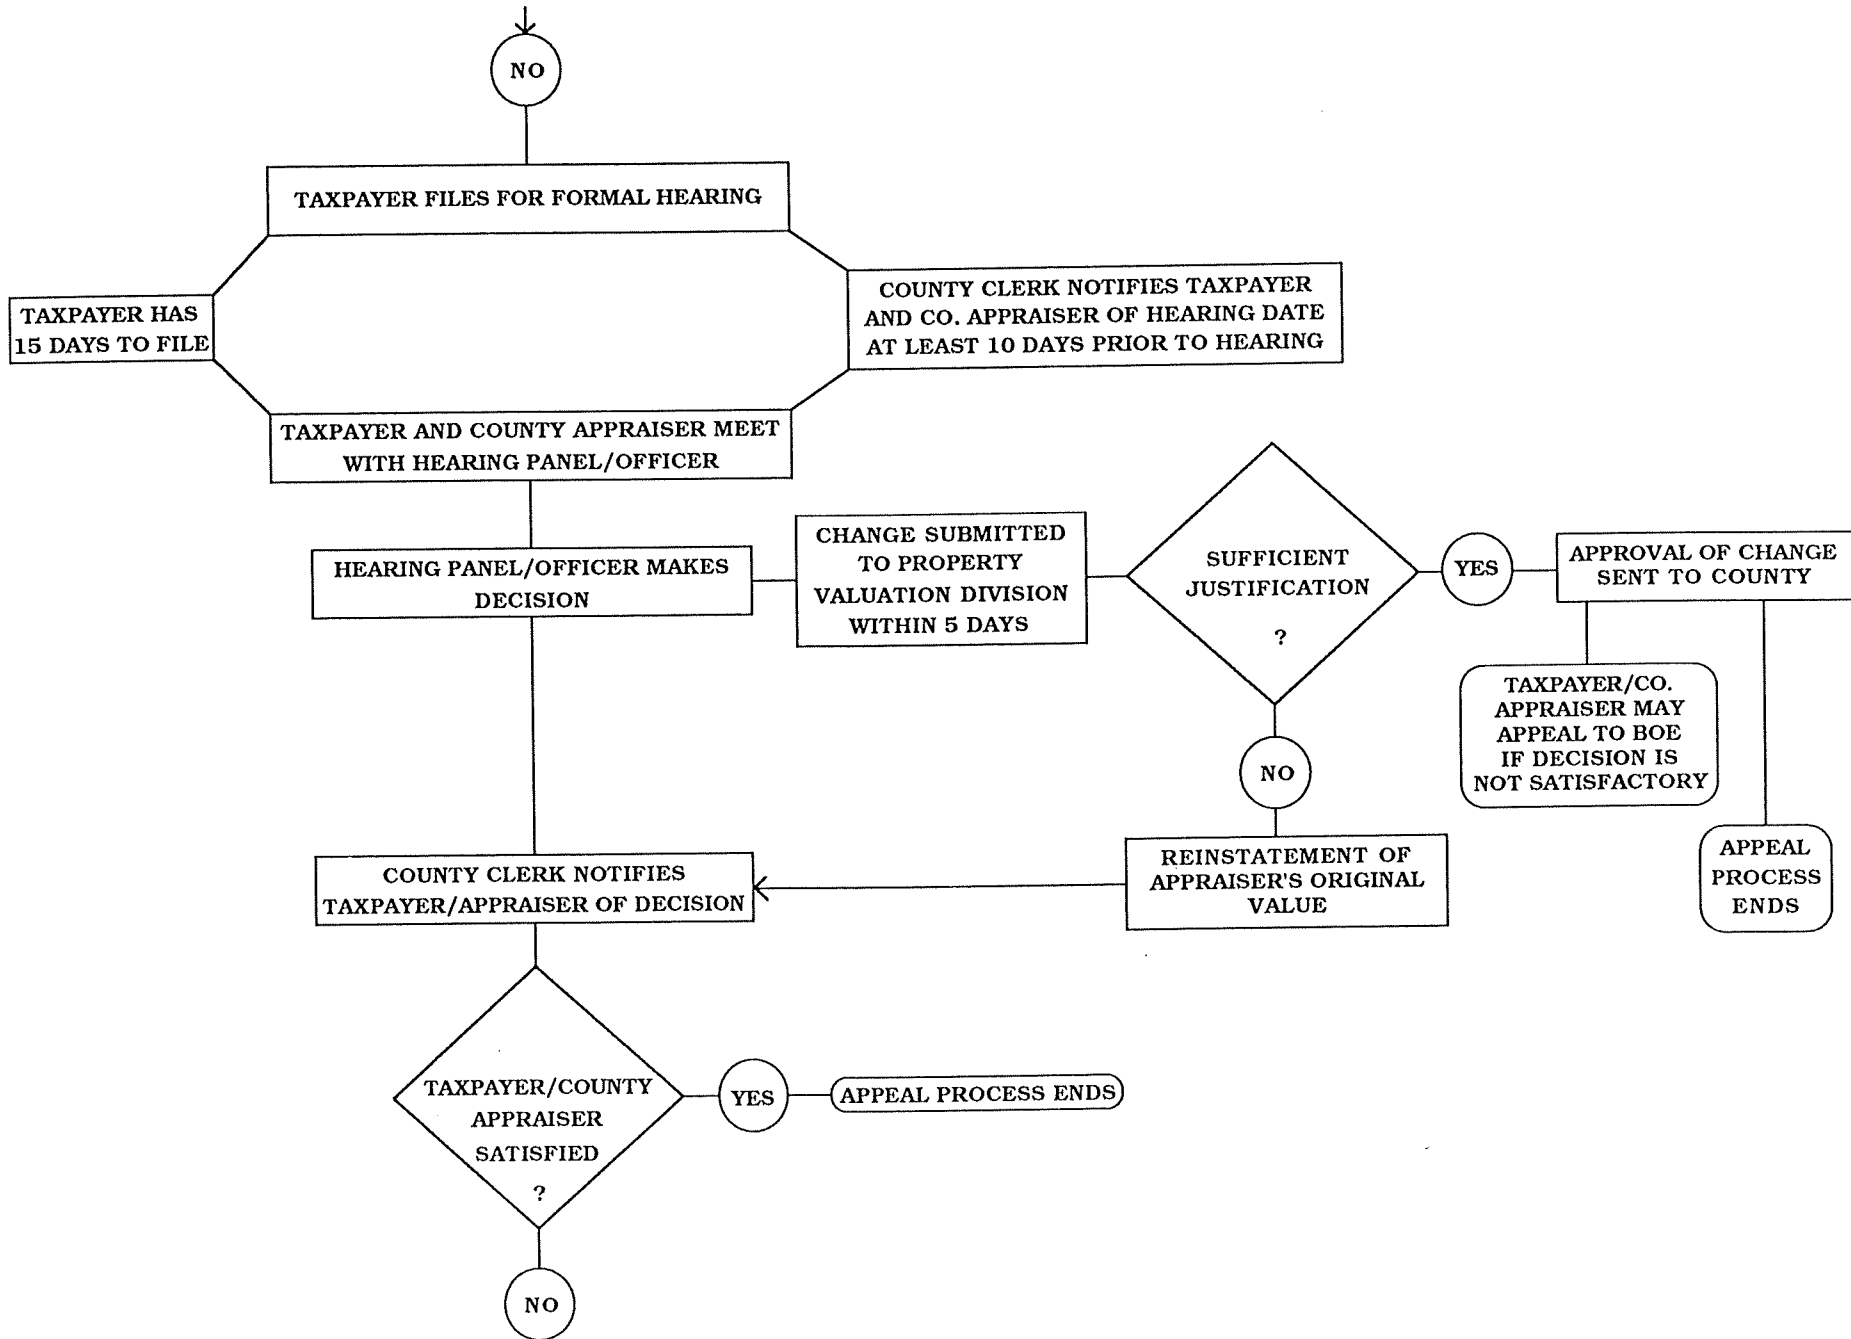 NO
TAXPAYER FILES FOR FORMAL HEARING
TAXPAYER HAS
15 DAYS TO FILE
COUNTY CLERK NOTIFIES TAXPAYER
AND CO. APPRAISER OF HEARING DATE
AT LEAST 10 DAYS PRIOR TO HEARING
TAXPAYER AND COUNTY APPRAISER MEET
WITH HEARING PANEL/OFFICER
HEARING PANEL/OFFICER MAKES
DECISION
CHANGE SUBMITTED
TO PROPERTY
VALUATION DIVISION
WITHIN 5 DAYS
SUFFICIENT
JUSTIFICATION
?
YES
APPROVAL OF CHANGE
SENT TO COUNTY
TAXPAYER/CO.
APPRAISER MAY
APPEAL TO BOE
IF DECISION IS
NOT SATISFACTORY
APPEAL
PROCESS
ENDS
NO
REINSTATEMENT OF
APPRAISER'S ORIGINAL
VALUE
COUNTY CLERK NOTIFIES
TAXPAYER/APPRAISER OF DECISION
TAXPAYER/COUNTY
APPRAISER
SATISFIED
?
YES
APPEAL PROCESS ENDS
NO